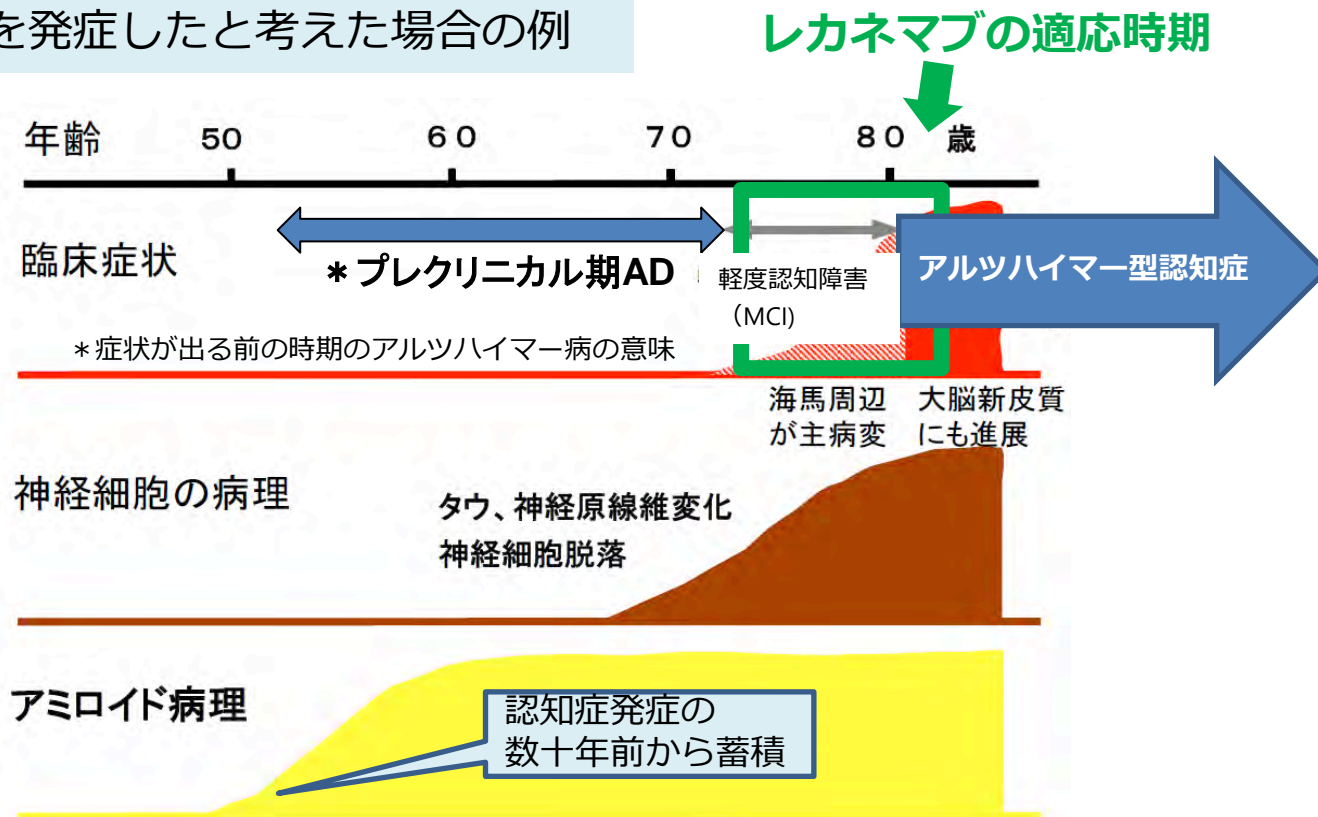 を発症したと考えた場合の例
レカネマブの適応時期
年齢 50 60 70 80 歳
臨床症状
*プレクリニカル期AD
軽度認知障害
(MCI)
アルツハイマー型認知症
*症状が出る前の時期のアルツハイマー病の意味
海馬周辺
が主病変
大脳新皮質
にも進展
神経細胞の病理
タウ、神経原線維変化
神経細胞脱落
アミロイド病理
認知症発症の
数十年前から蓄積